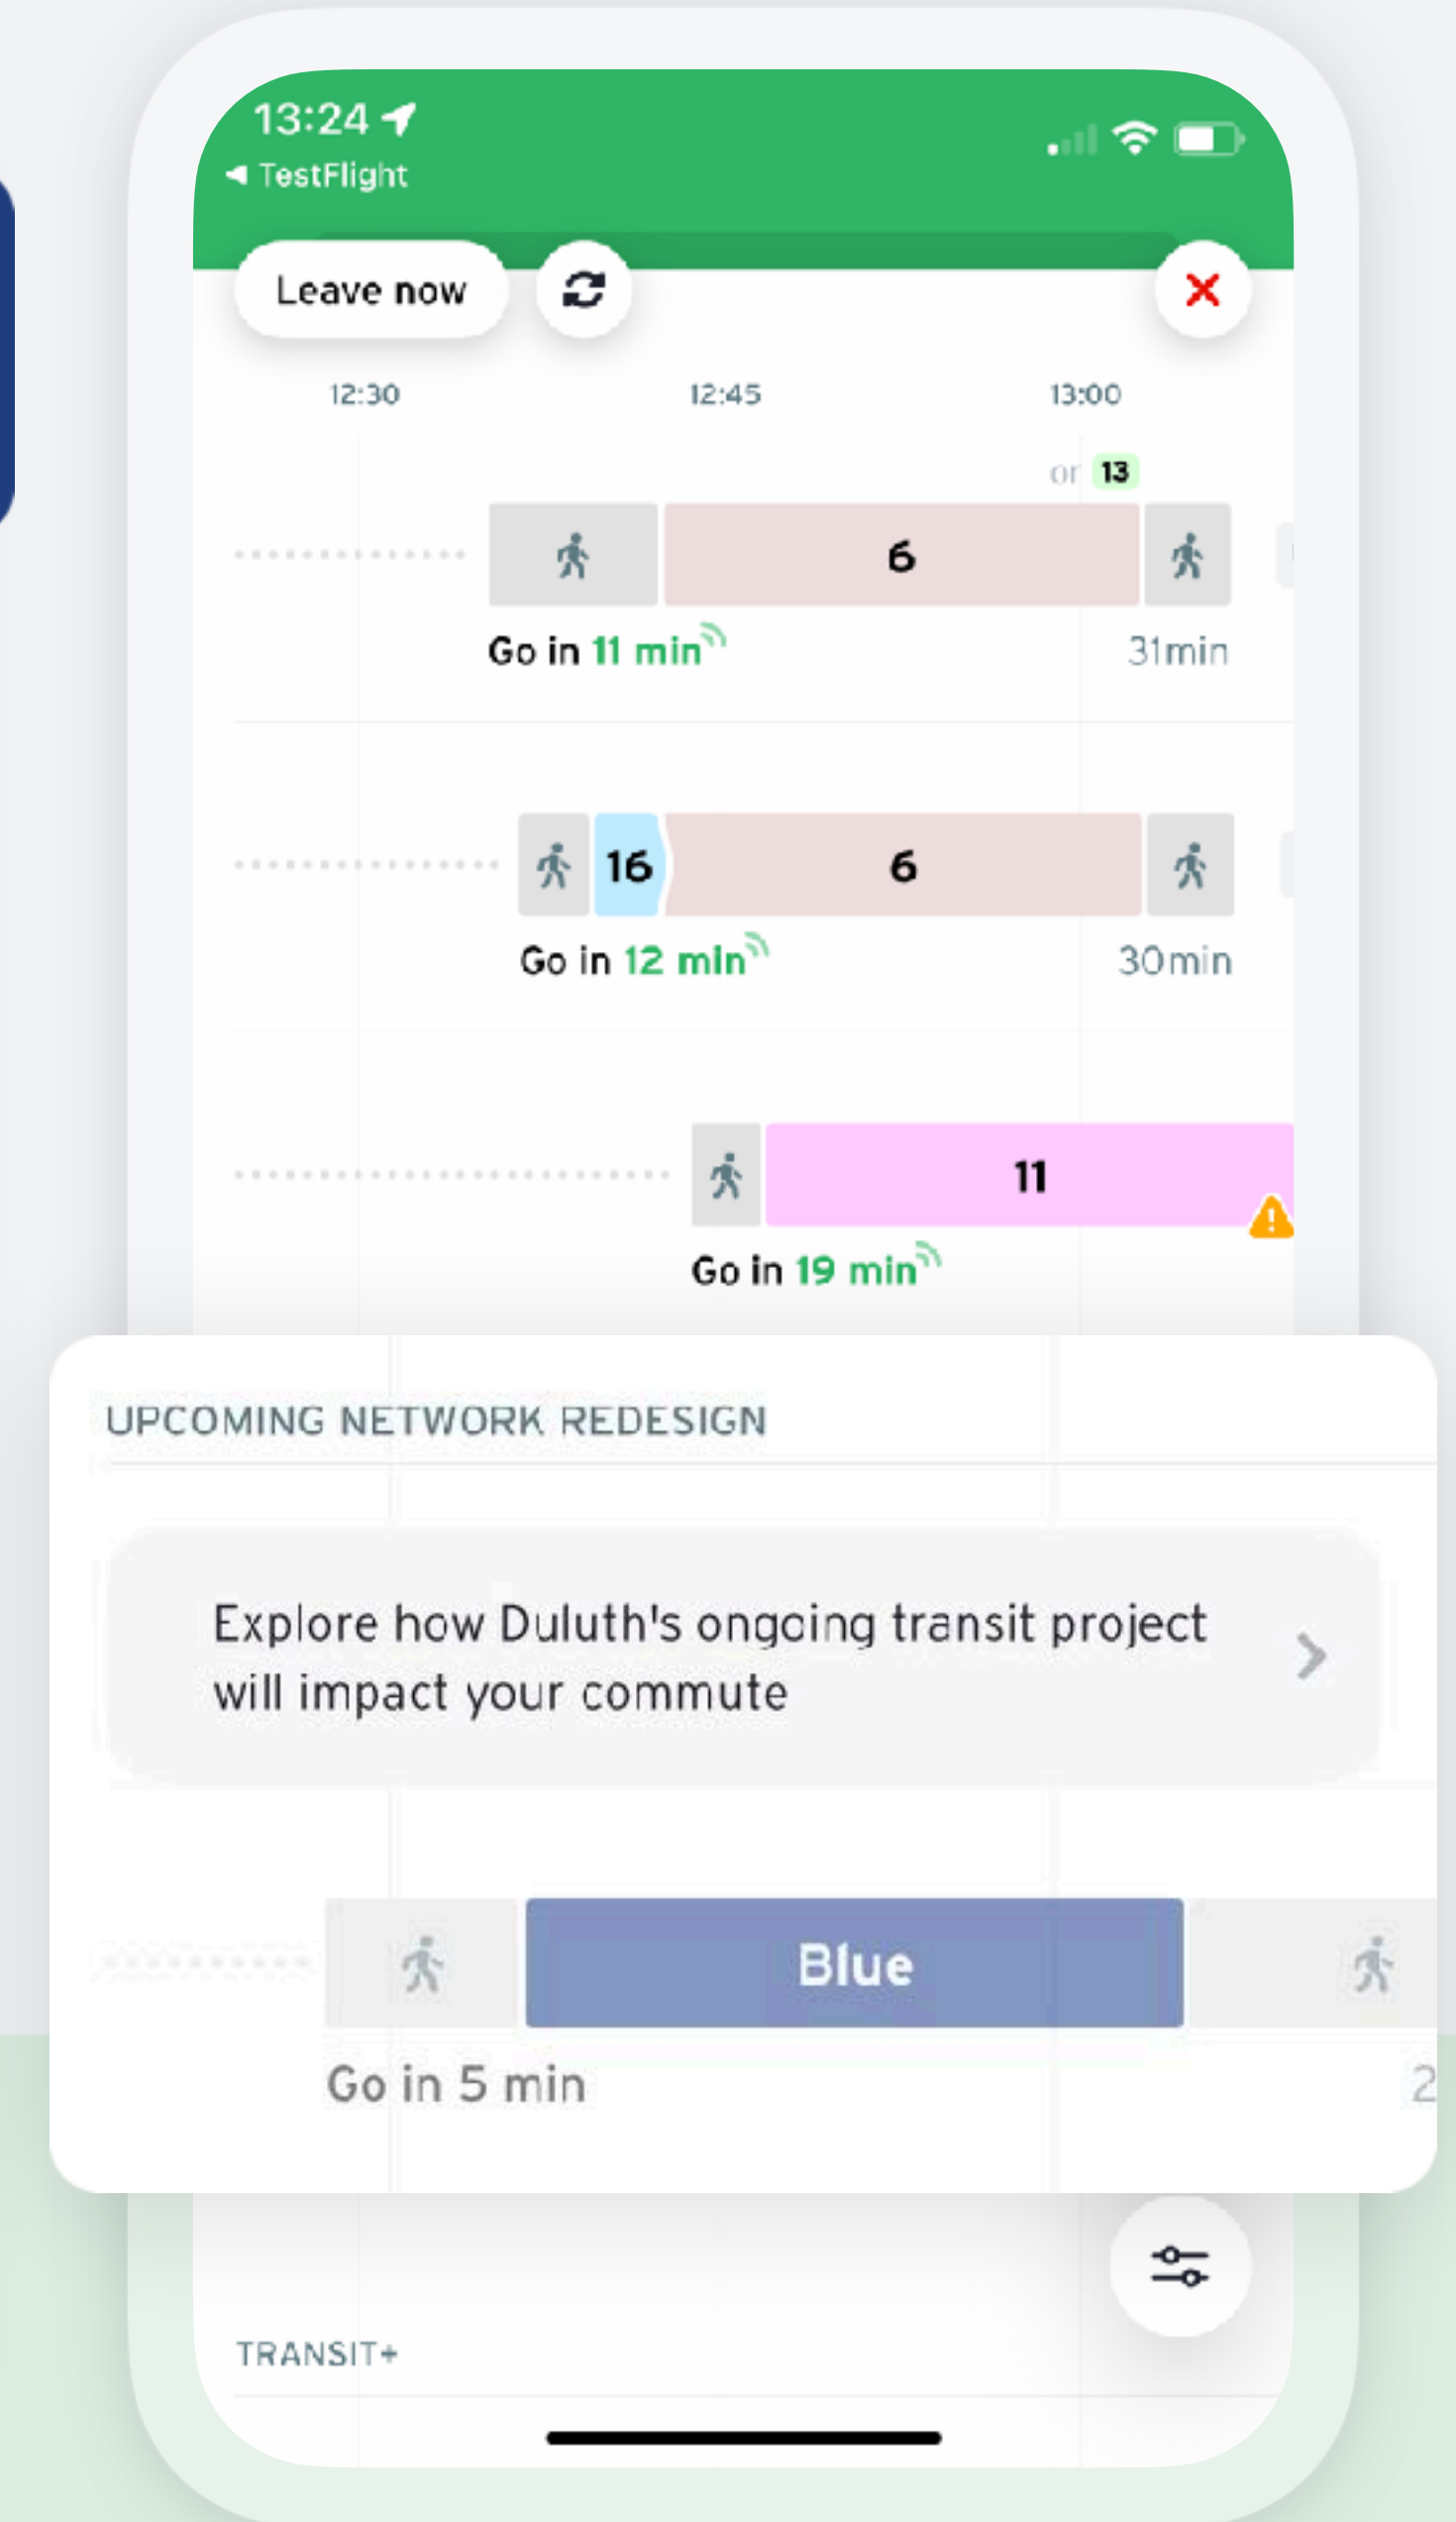 13:24
TestFlight
Leave now
12:30 12:45 13:00
or 13
6
Go in 11 min 31min
16 6
Go in 12 min 30min
11
Go in 19 min
UPCOMING NETWORK REDESIGN
Explore how Duluth's ongoing transit project
will impact your commute
Blue
Go in 5 min 2
TRANSIT+